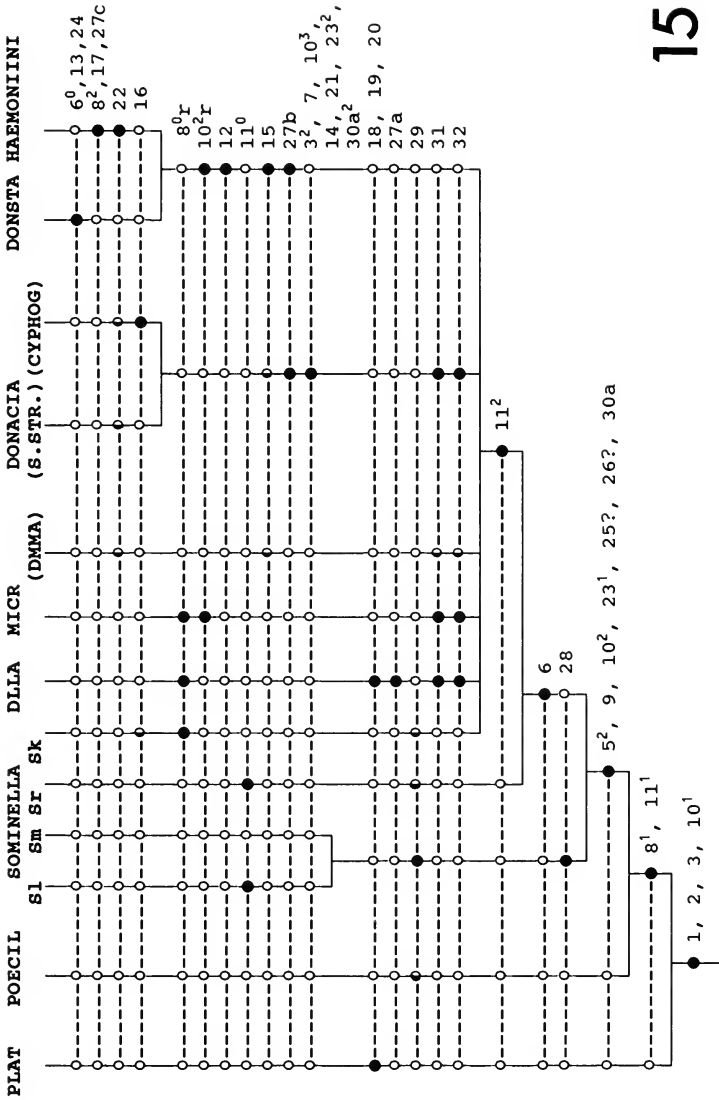 PLAT POECIL SOMINELLA DLLA MICR DONACIA DONSTA HAEMONIINI
Sl Sm Sr Sk (DMMA) (S.STR.) (CYPHOG)
6⁰,13,24
8²,17,27c
22
16
8⁰r
10²r
12
11⁰
15
27b
3², 7, 10³,
14, 21, 23²,
30a²
18, 19, 20
27a
29
31
32
11²
6
28
5², 9, 10², 23¹, 25?, 26?, 30a
8¹, 11¹
1, 2, 3, 10¹
15